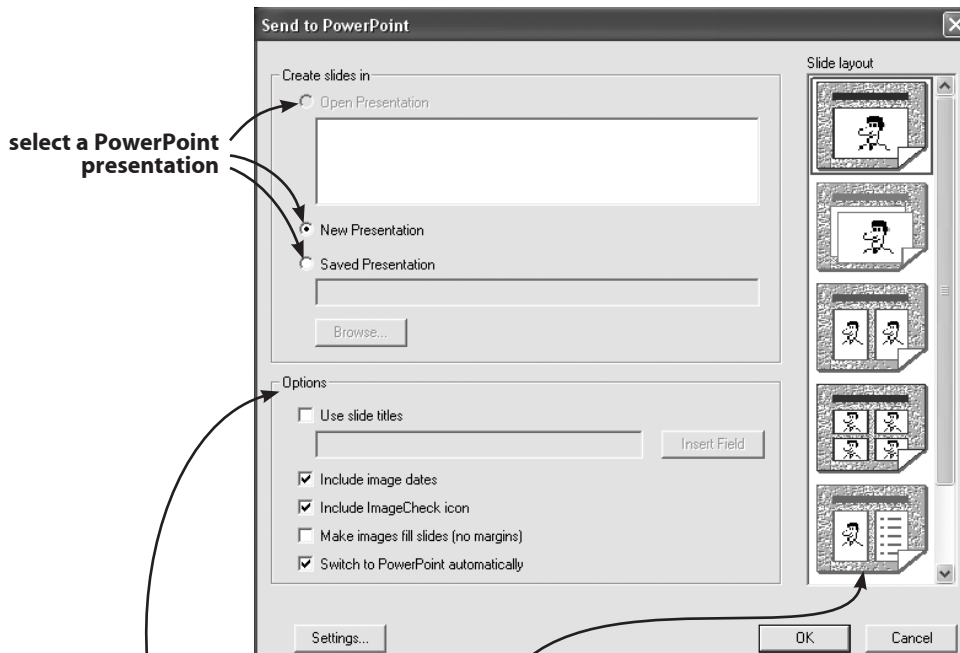 Send to PowerPoint
Slide layout
Create slides in
Open Presentation
select a PowerPoint
presentation
New Presentation
Saved Presentation
Browse...
Options
Use slide titles
Insert Field
Include image dates
Include ImageCheck icon
Make images fill slides (no margins)
Switch to PowerPoint automatically
Settings...
OK
Cancel